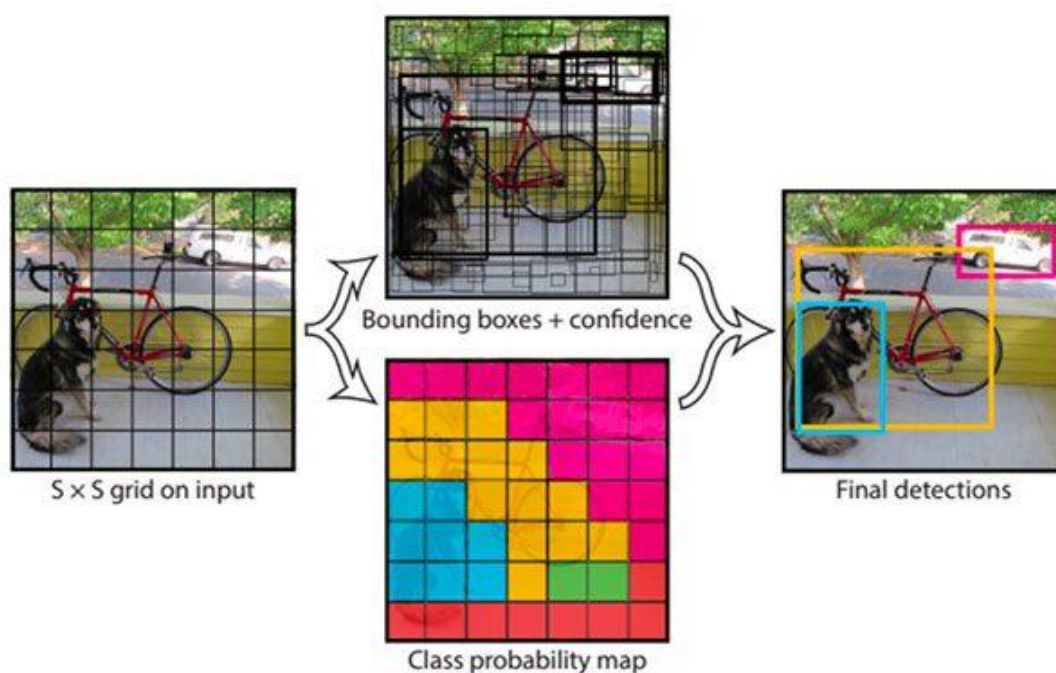 Bounding boxes + confidence
S × S grid on input
Final detections
Class probability map